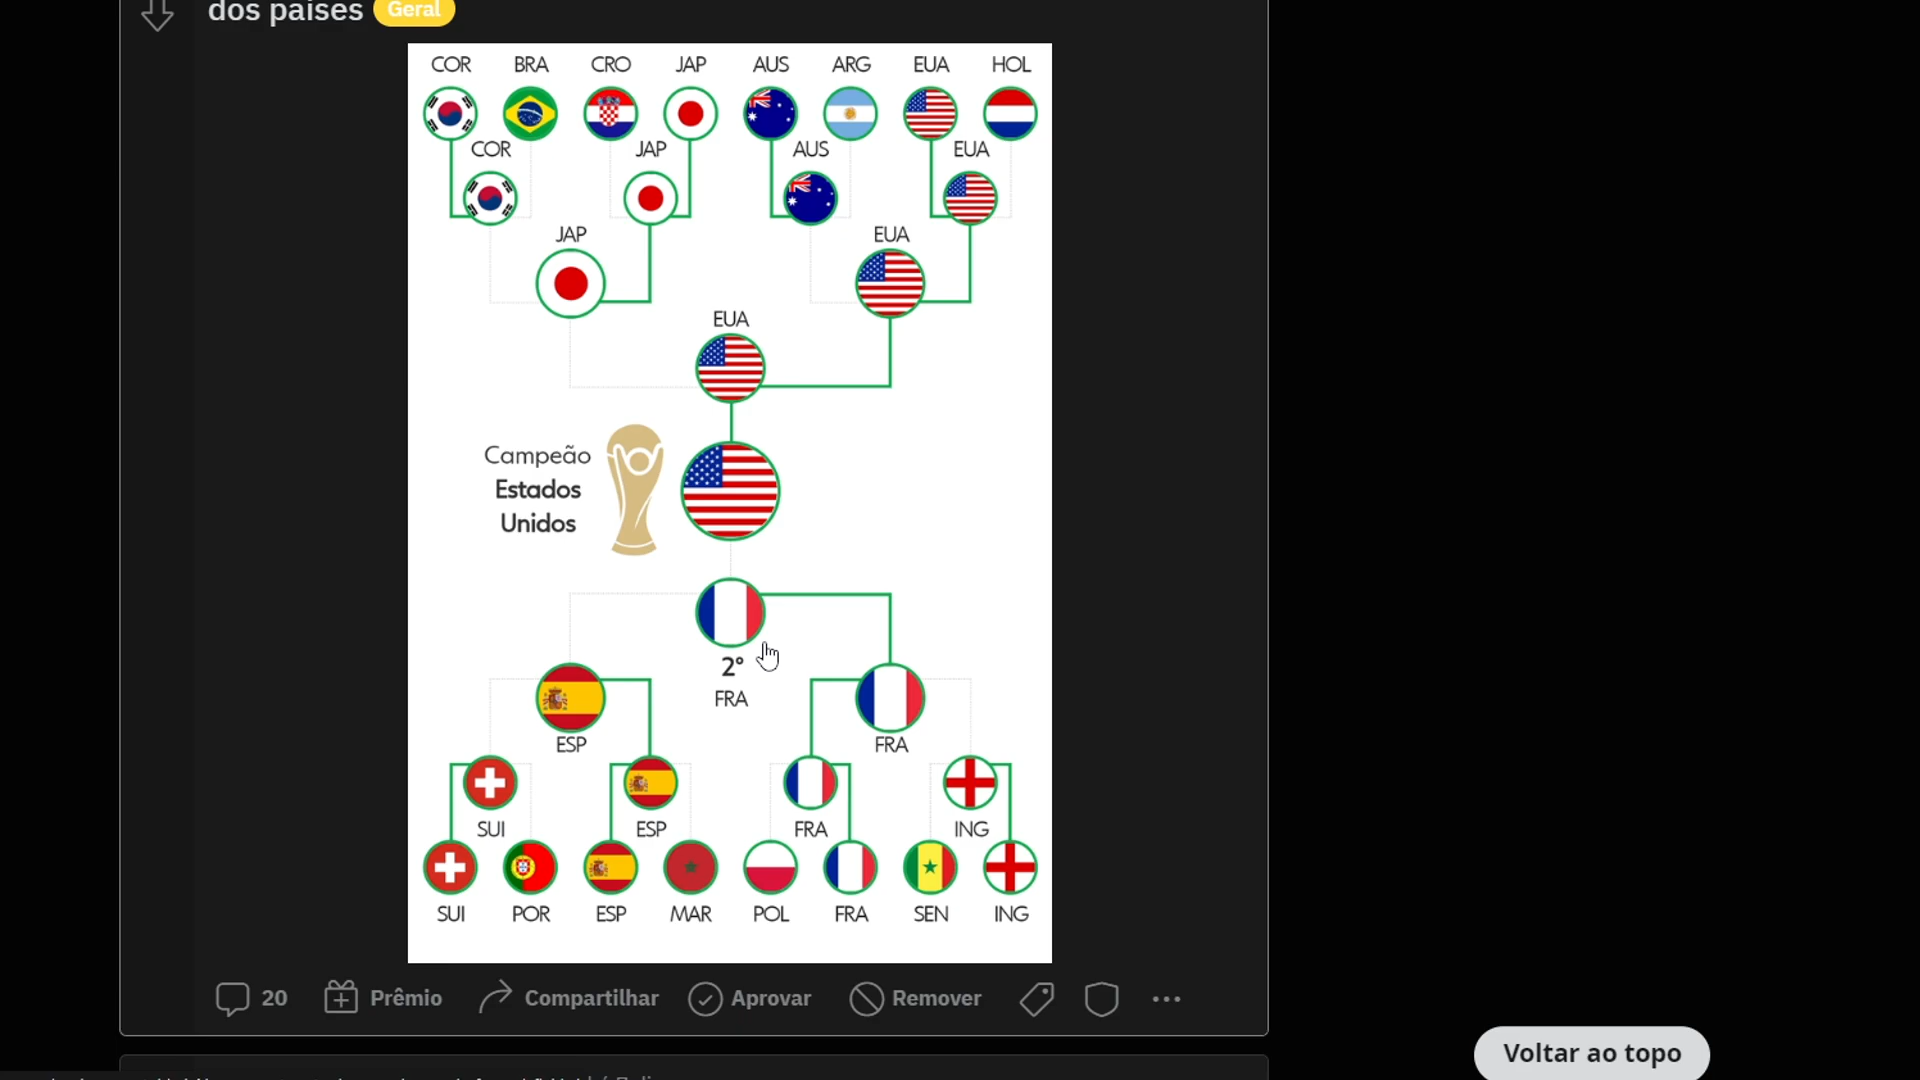 dos países Geral
COR BRA CRO JAP AUS ARG EUA HOL
COR JAP AUS EUA
JAP EUA
EUA
Campeão
Estados
Unidos
2°
FRA
ESP FRA
SUI ESP FRA ING
SUI POR ESP MAR POL FRA SEN ING
20 Prêmio Compartilhar Aprovar Remover
Voltar ao topo